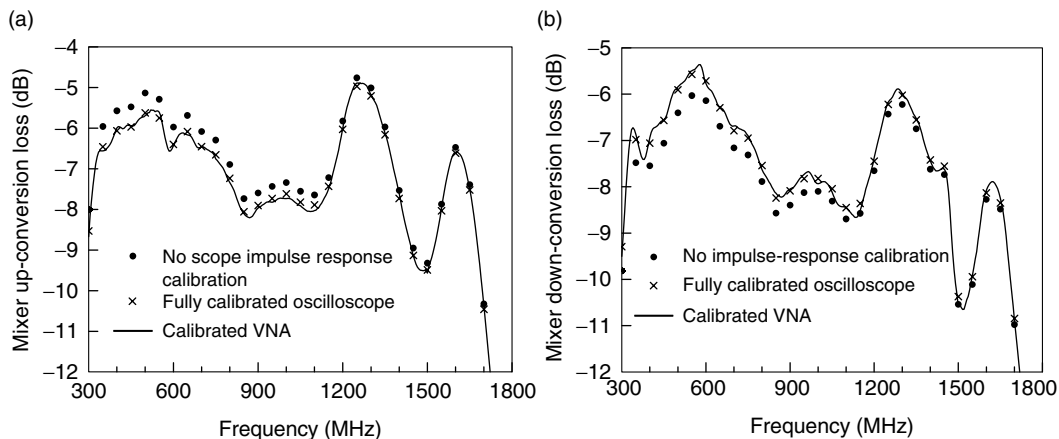 (a)
Mixer up-conversion loss (dB)
−4
−5
−6
−7
−8
−9
−10
−11
−12
No scope impulse response
calibration
Fully calibrated oscilloscope
Calibrated VNA
300 600 900 1200 1500 1800
Frequency (MHz)
(b)
Mixer down-conversion loss (dB)
−5
−6
−7
−8
−9
−10
−11
−12
No impulse-response calibration
Fully calibrated oscilloscope
Calibrated VNA
300 600 900 1200 1500 1800
Frequency (MHz)